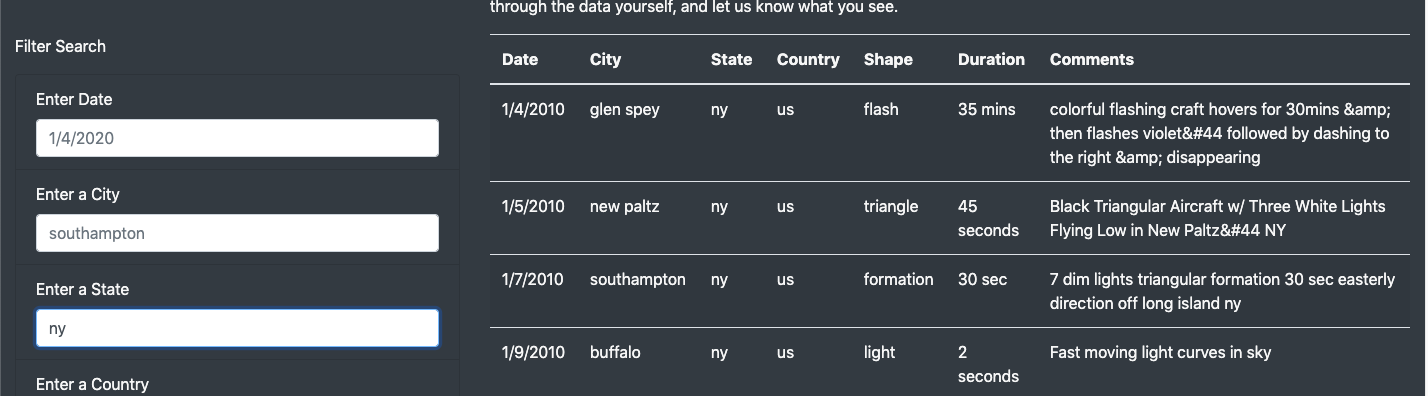 through the data yourself, and let us know what you see.
Filter Search
Enter Date
1/4/2020
Enter a City
southampton
Enter a State
ny
Enter a Country
Date City State Country Shape Duration Comments
1/4/2010 glen spey ny us flash 35 mins colorful flashing craft hovers for 30mins &amp;
then flashes violet&#44 followed by dashing to
the right &amp; disappearing
1/5/2010 new paltz ny us triangle 45 Black Triangular Aircraft w/ Three White Lights
seconds Flying Low in New Paltz&#44 NY
1/7/2010 southampton ny us formation 30 sec 7 dim lights triangular formation 30 sec easterly
direction off long island ny
1/9/2010 buffalo ny us light 2 Fast moving light curves in sky
seconds